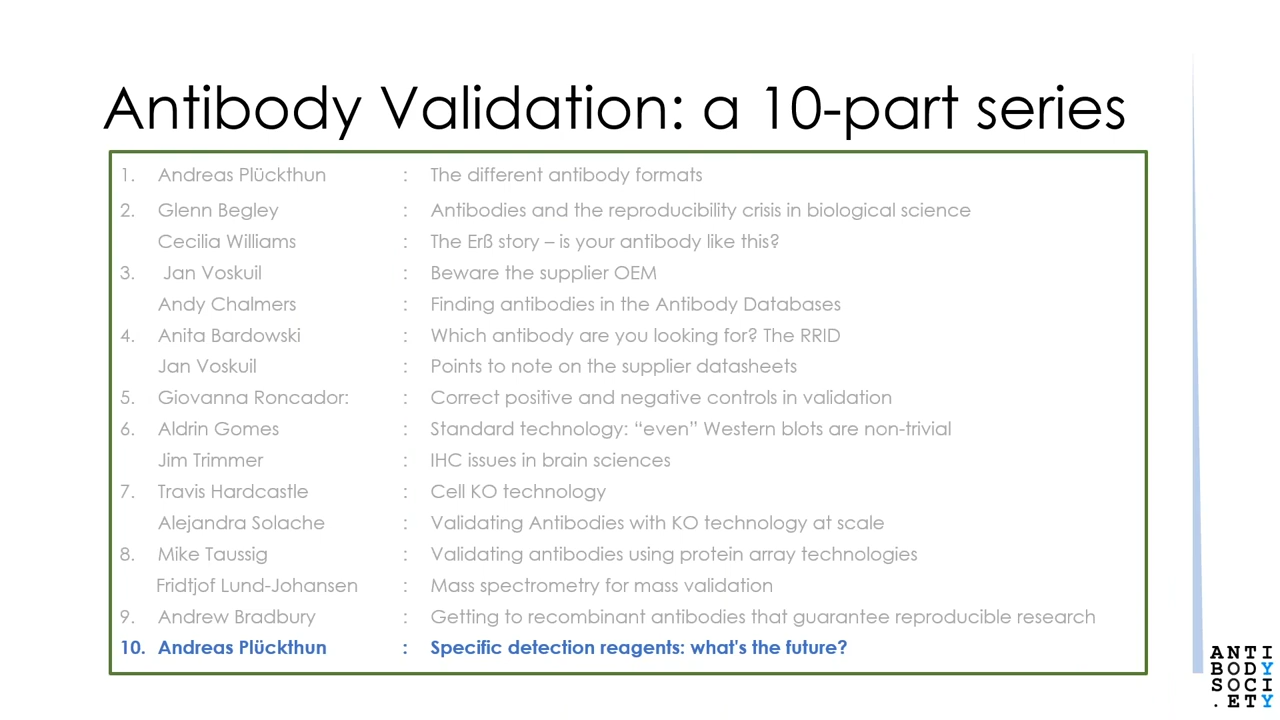 Antibody Validation: a 10-part series
1. Andreas Plückthun : The different antibody formats
2. Glenn Begley : Antibodies and the reproducibility crisis in biological science
Cecilia Williams : The Erß story – is your antibody like this?
3. Jan Voskuil : Beware the supplier OEM
Andy Chalmers : Finding antibodies in the Antibody Databases
4. Anita Bardowski : Which antibody are you looking for? The RRID
Jan Voskuil : Points to note on the supplier datasheets
5. Giovanna Roncador: : Correct positive and negative controls in validation
6. Aldrin Gomes : Standard technology: “even” Western blots are non-trivial
Jim Trimmer : IHC issues in brain sciences
7. Travis Hardcastle : Cell KO technology
Alejandra Solache : Validating Antibodies with KO technology at scale
8. Mike Taussig : Validating antibodies using protein array technologies
Fridtjof Lund-Johansen : Mass spectrometry for mass validation
9. Andrew Bradbury : Getting to recombinant antibodies that guarantee reproducible research
10. Andreas Plückthun : Specific detection reagents: what's the future?
ANTI
BODY
SOCI
.ETY